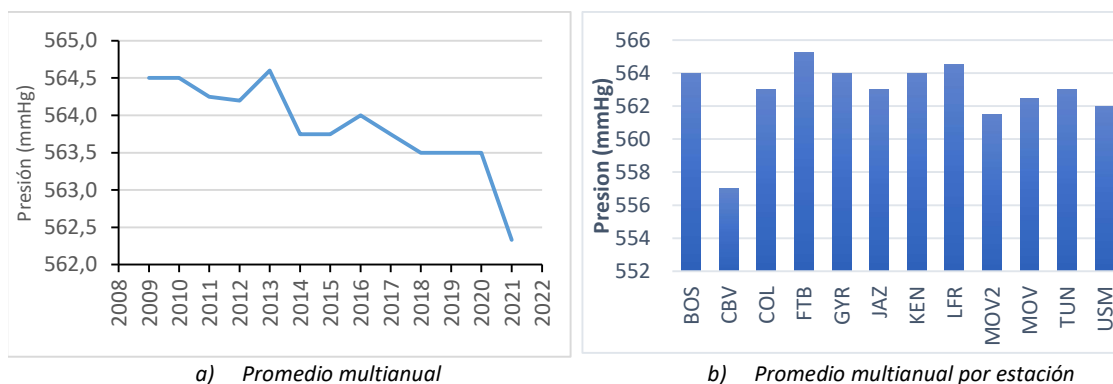 565,0
564,5
564,0
563,5
563,0
562,5
562,0
Presión (mmHg)
2008
2009
2010
2011
2012
2013
2014
2015
2016
2017
2018
2019
2020
2021
2022
a) Promedio multianual
566
564
562
560
558
556
554
552
Presion (mmHg)
BOS
CBV
COL
FTB
GYR
JAZ
KEN
LFR
MOV2
MOV
TUN
USM
b) Promedio multianual por estación